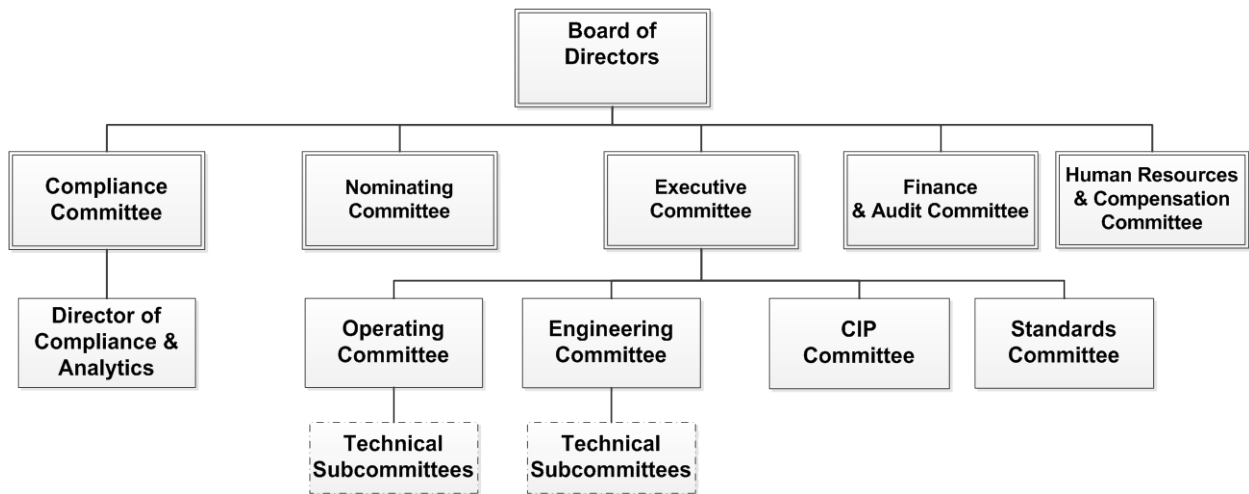 Board of
Directors
Compliance
Committee
Nominating
Committee
Executive
Committee
Finance
& Audit Committee
Human Resources
& Compensation
Committee
Director of
Compliance &
Analytics
Operating
Committee
Engineering
Committee
CIP
Committee
Standards
Committee
Technical
Subcommittees
Technical
Subcommittees